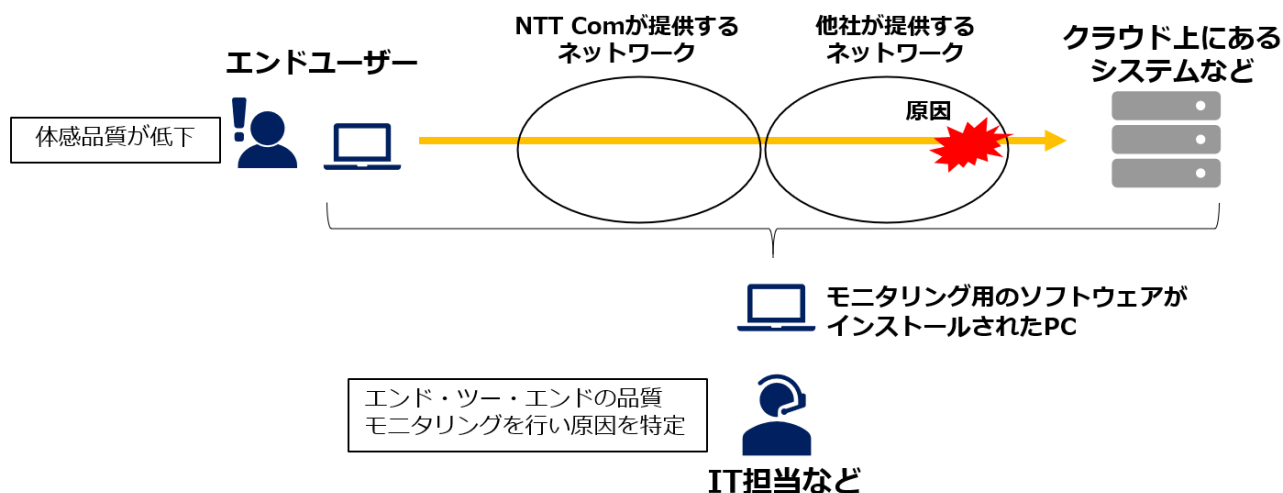 NTT Comが提供する
ネットワーク
他社が提供する
ネットワーク
クラウド上にある
システムなど
エンドユーザー
体感品質が低下
原因
モニタリング用のソフトウェアが
インストールされたPC
エンド・ツー・エンドの品質
モニタリングを行い原因を特定
IT担当など